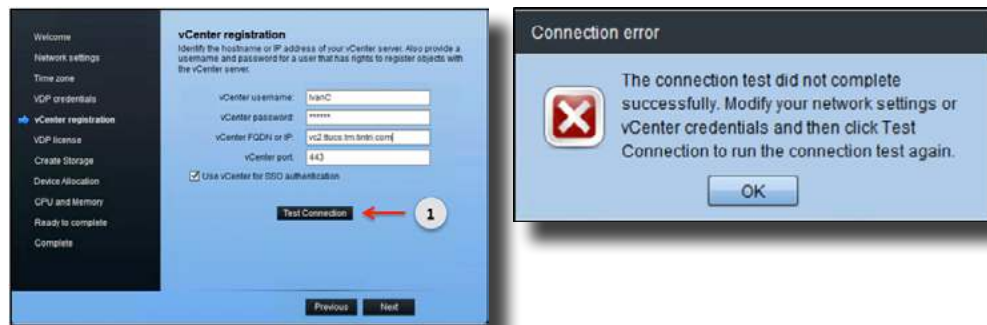 Welcome
Network settings
Time zone
VDP credentials
vCenter registration
VDP license
Create Storage
Device Allocation
CPU and Memory
Ready to complete
Complete
vCenter registration
Identify the hostname or IP address of your vCenter server. Also provide a
username and password for a user that has rights to register objects with
the vCenter server.
vCenter username: IvanC
vCenter password: ******
vCenter FQDN or IP:
vCenter port: 443
Use vCenter for SSO authentication
Test Connection
1
Previous Next
Connection error
The connection test did not complete
successfully. Modify your network settings or
vCenter credentials and then click Test
Connection to run the connection test again.
OK